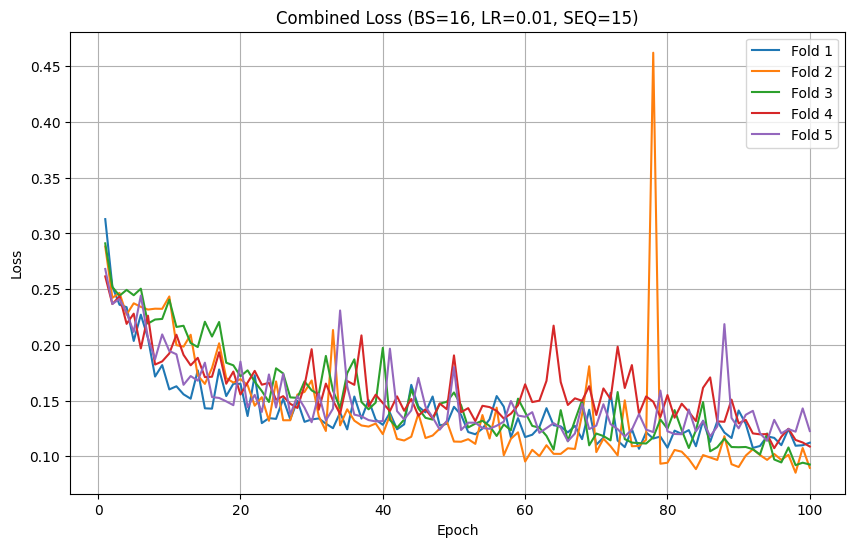 Combined Loss (BS=16, LR=0.01, SEQ=15)
Loss
0.45
0.40
0.35
0.30
0.25
0.20
0.15
0.10
Fold 1
Fold 2
Fold 3
Fold 4
Fold 5
0 20 40 60 80 100
Epoch